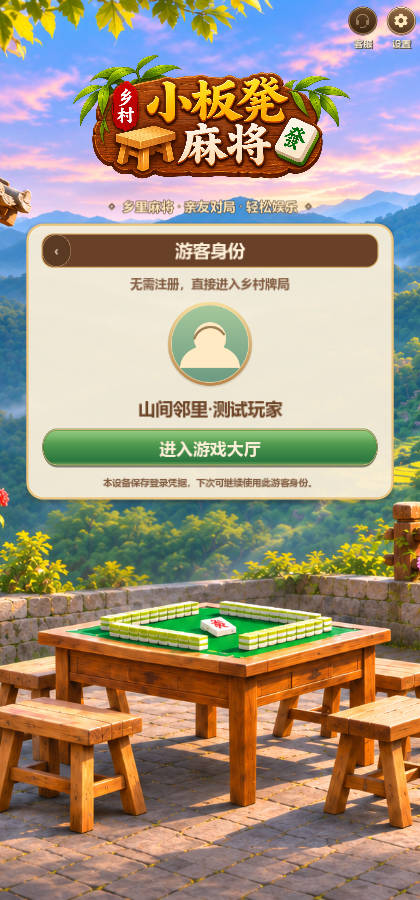 客服 设置
乡村
小板凳
麻将
發
乡里麻将·亲友对局·轻松娱乐
‹ 游客身份
无需注册，直接进入乡村牌局
山间邻里·测试玩家
进入游戏大厅
本设备保存登录凭据，下次可继续使用此游客身份。